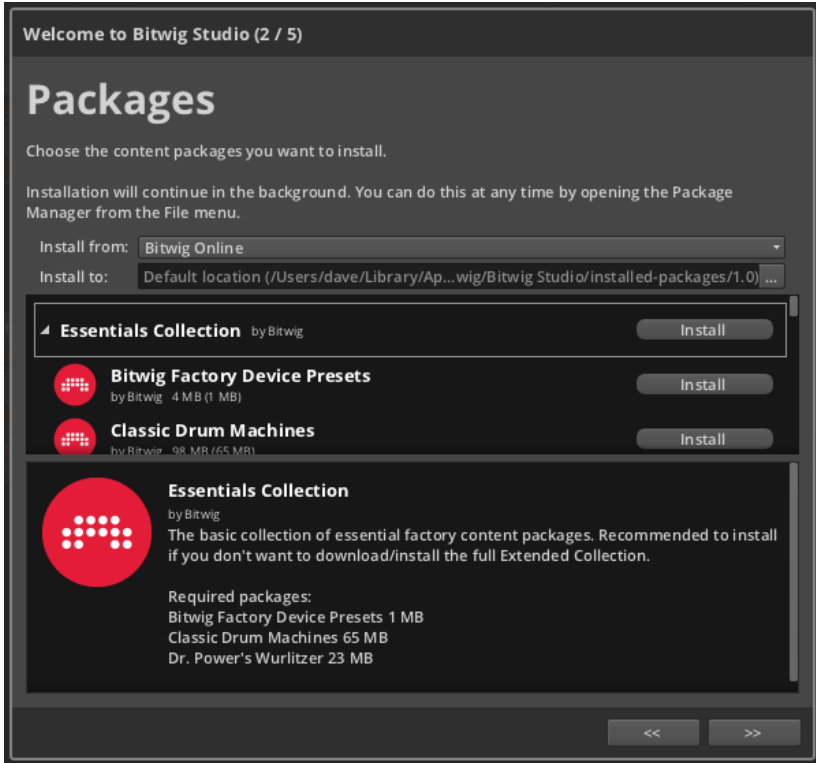 Welcome to Bitwig Studio (2 / 5)
Packages
Choose the content packages you want to install.
Installation will continue in the background. You can do this at any time by opening the Package
Manager from the File menu.
Install from: Bitwig Online
Install to: Default location (/Users/dave/Library/Ap...wig/Bitwig Studio/installed-packages/1.0) ...
Essentials Collection by Bitwig Install
Bitwig Factory Device Presets
by Bitwig 4 MB (1 MB) Install
Classic Drum Machines
by Bitwig 98 MB (65 MB) Install
Essentials Collection
by Bitwig
The basic collection of essential factory content packages. Recommended to install
if you don't want to download/install the full Extended Collection.
Required packages:
Bitwig Factory Device Presets 1 MB
Classic Drum Machines 65 MB
Dr. Power's Wurlitzer 23 MB
<< >>